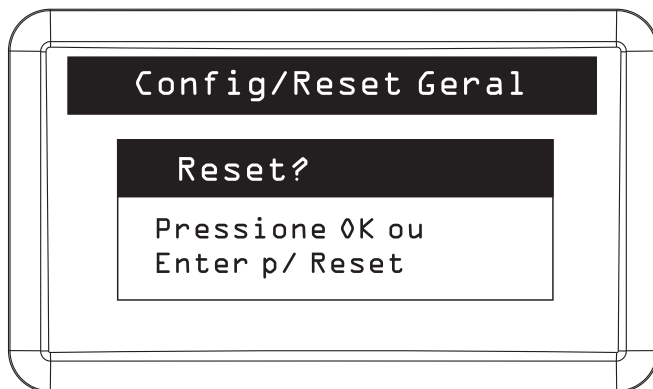 Config/Reset Geral
Reset?
Pressione OK ou
Enter p/ Reset